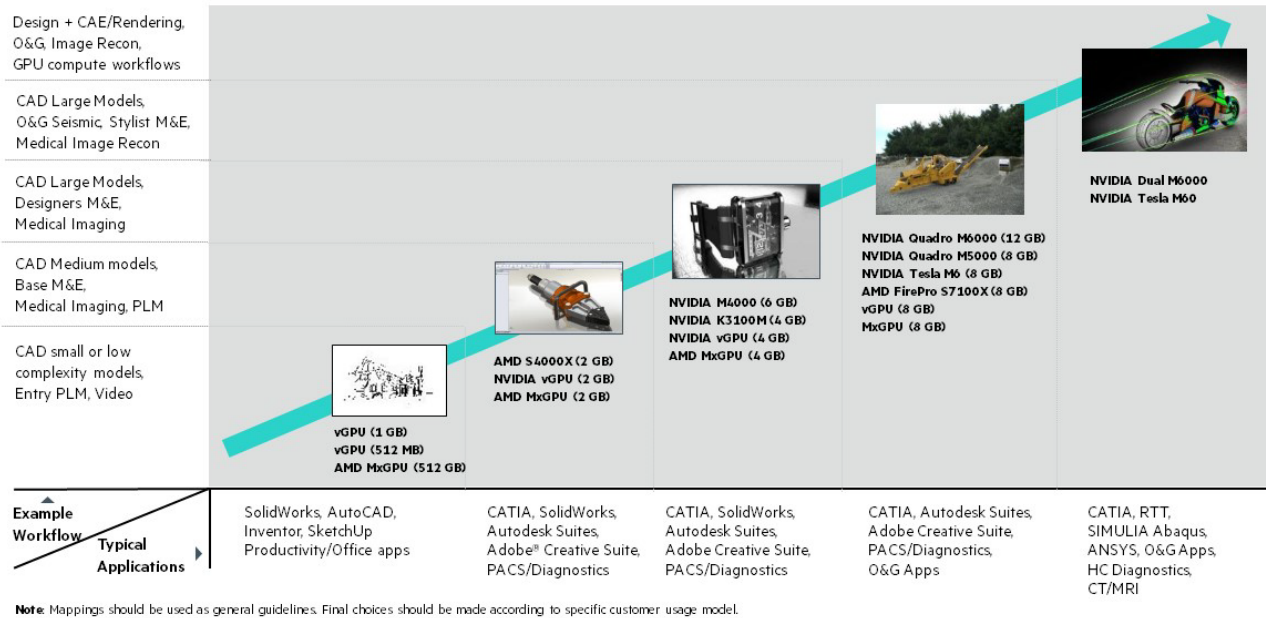 Design + CAE/Rendering,
O&G, Image Recon,
GPU compute workflows
CAD Large Models,
O&G Seismic, Stylist M&E,
Medical Image Recon
CAD Large Models,
Designers M&E,
Medical Imaging
CAD Medium models,
Base M&E,
Medical Imaging, PLM
CAD small or low
complexity models,
Entry PLM, Video
vGPU (1 GB)
vGPU (512 MB)
AMD MxGPU (512 GB)
AMD S4000X (2 GB)
NVIDIA vGPU (2 GB)
AMD MxGPU (2 GB)
NVIDIA M4000 (6 GB)
NVIDIA K3100M (4 GB)
NVIDIA vGPU (4 GB)
AMD MxGPU (4 GB)
NVIDIA Quadro M6000 (12 GB)
NVIDIA Quadro M5000 (8 GB)
NVIDIA Tesla M6 (8 GB)
AMD FirePro S7100X (8 GB)
vGPU (8 GB)
MxGPU (8 GB)
NVIDIA Dual M6000
NVIDIA Tesla M60
Example
Workflow
Typical
Applications
SolidWorks, AutoCAD,
Inventor, SketchUp
Productivity/Office apps
CATIA, SolidWorks,
Autodesk Suites,
Adobe® Creative Suite,
PACS/Diagnostics
CATIA, SolidWorks,
Autodesk Suites,
Adobe Creative Suite,
PACS/Diagnostics
CATIA, Autodesk Suites,
Adobe Creative Suite,
PACS/Diagnostics,
O&G Apps
CATIA, RTT,
SIMULIA Abaqus,
ANSYS, O&G Apps,
HC Diagnostics,
CT/MRI
Note: Mappings should be used as general guidelines. Final choices should be made according to specific customer usage model.